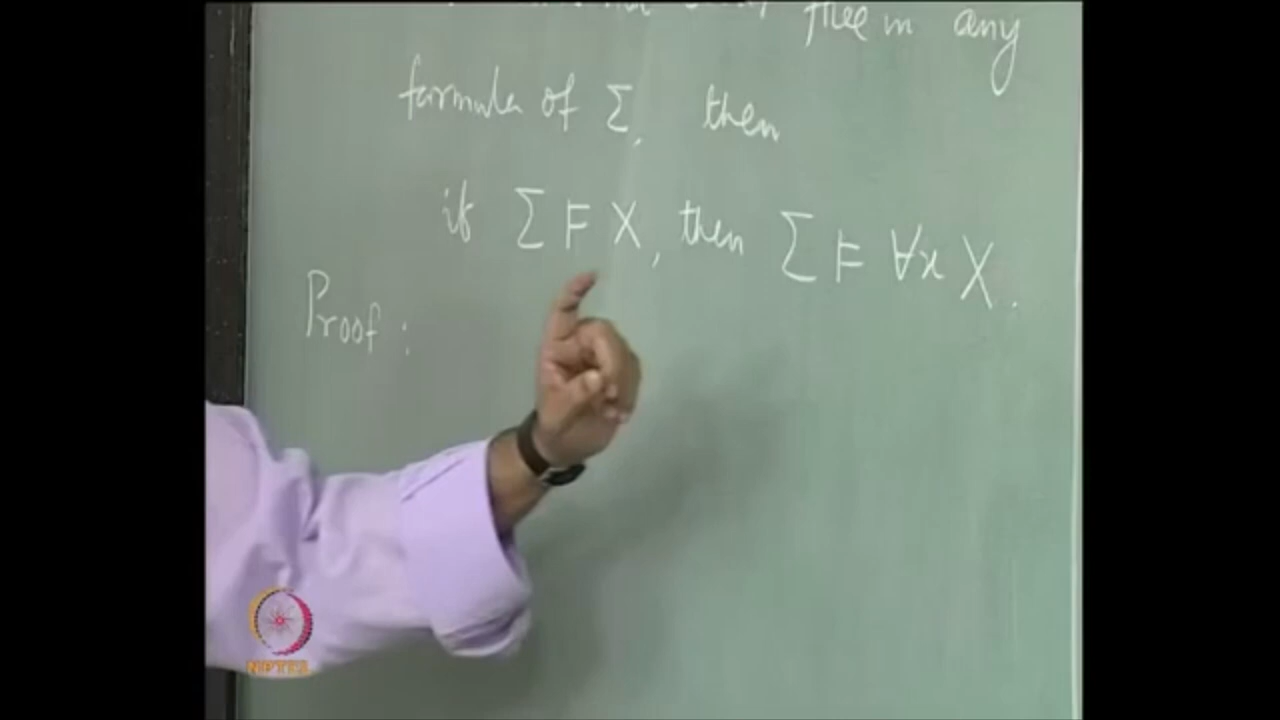 free in any
formula of Σ, then
if Σ ⊨ X, then Σ ⊨ ∀x X.
Proof :
NPTEL